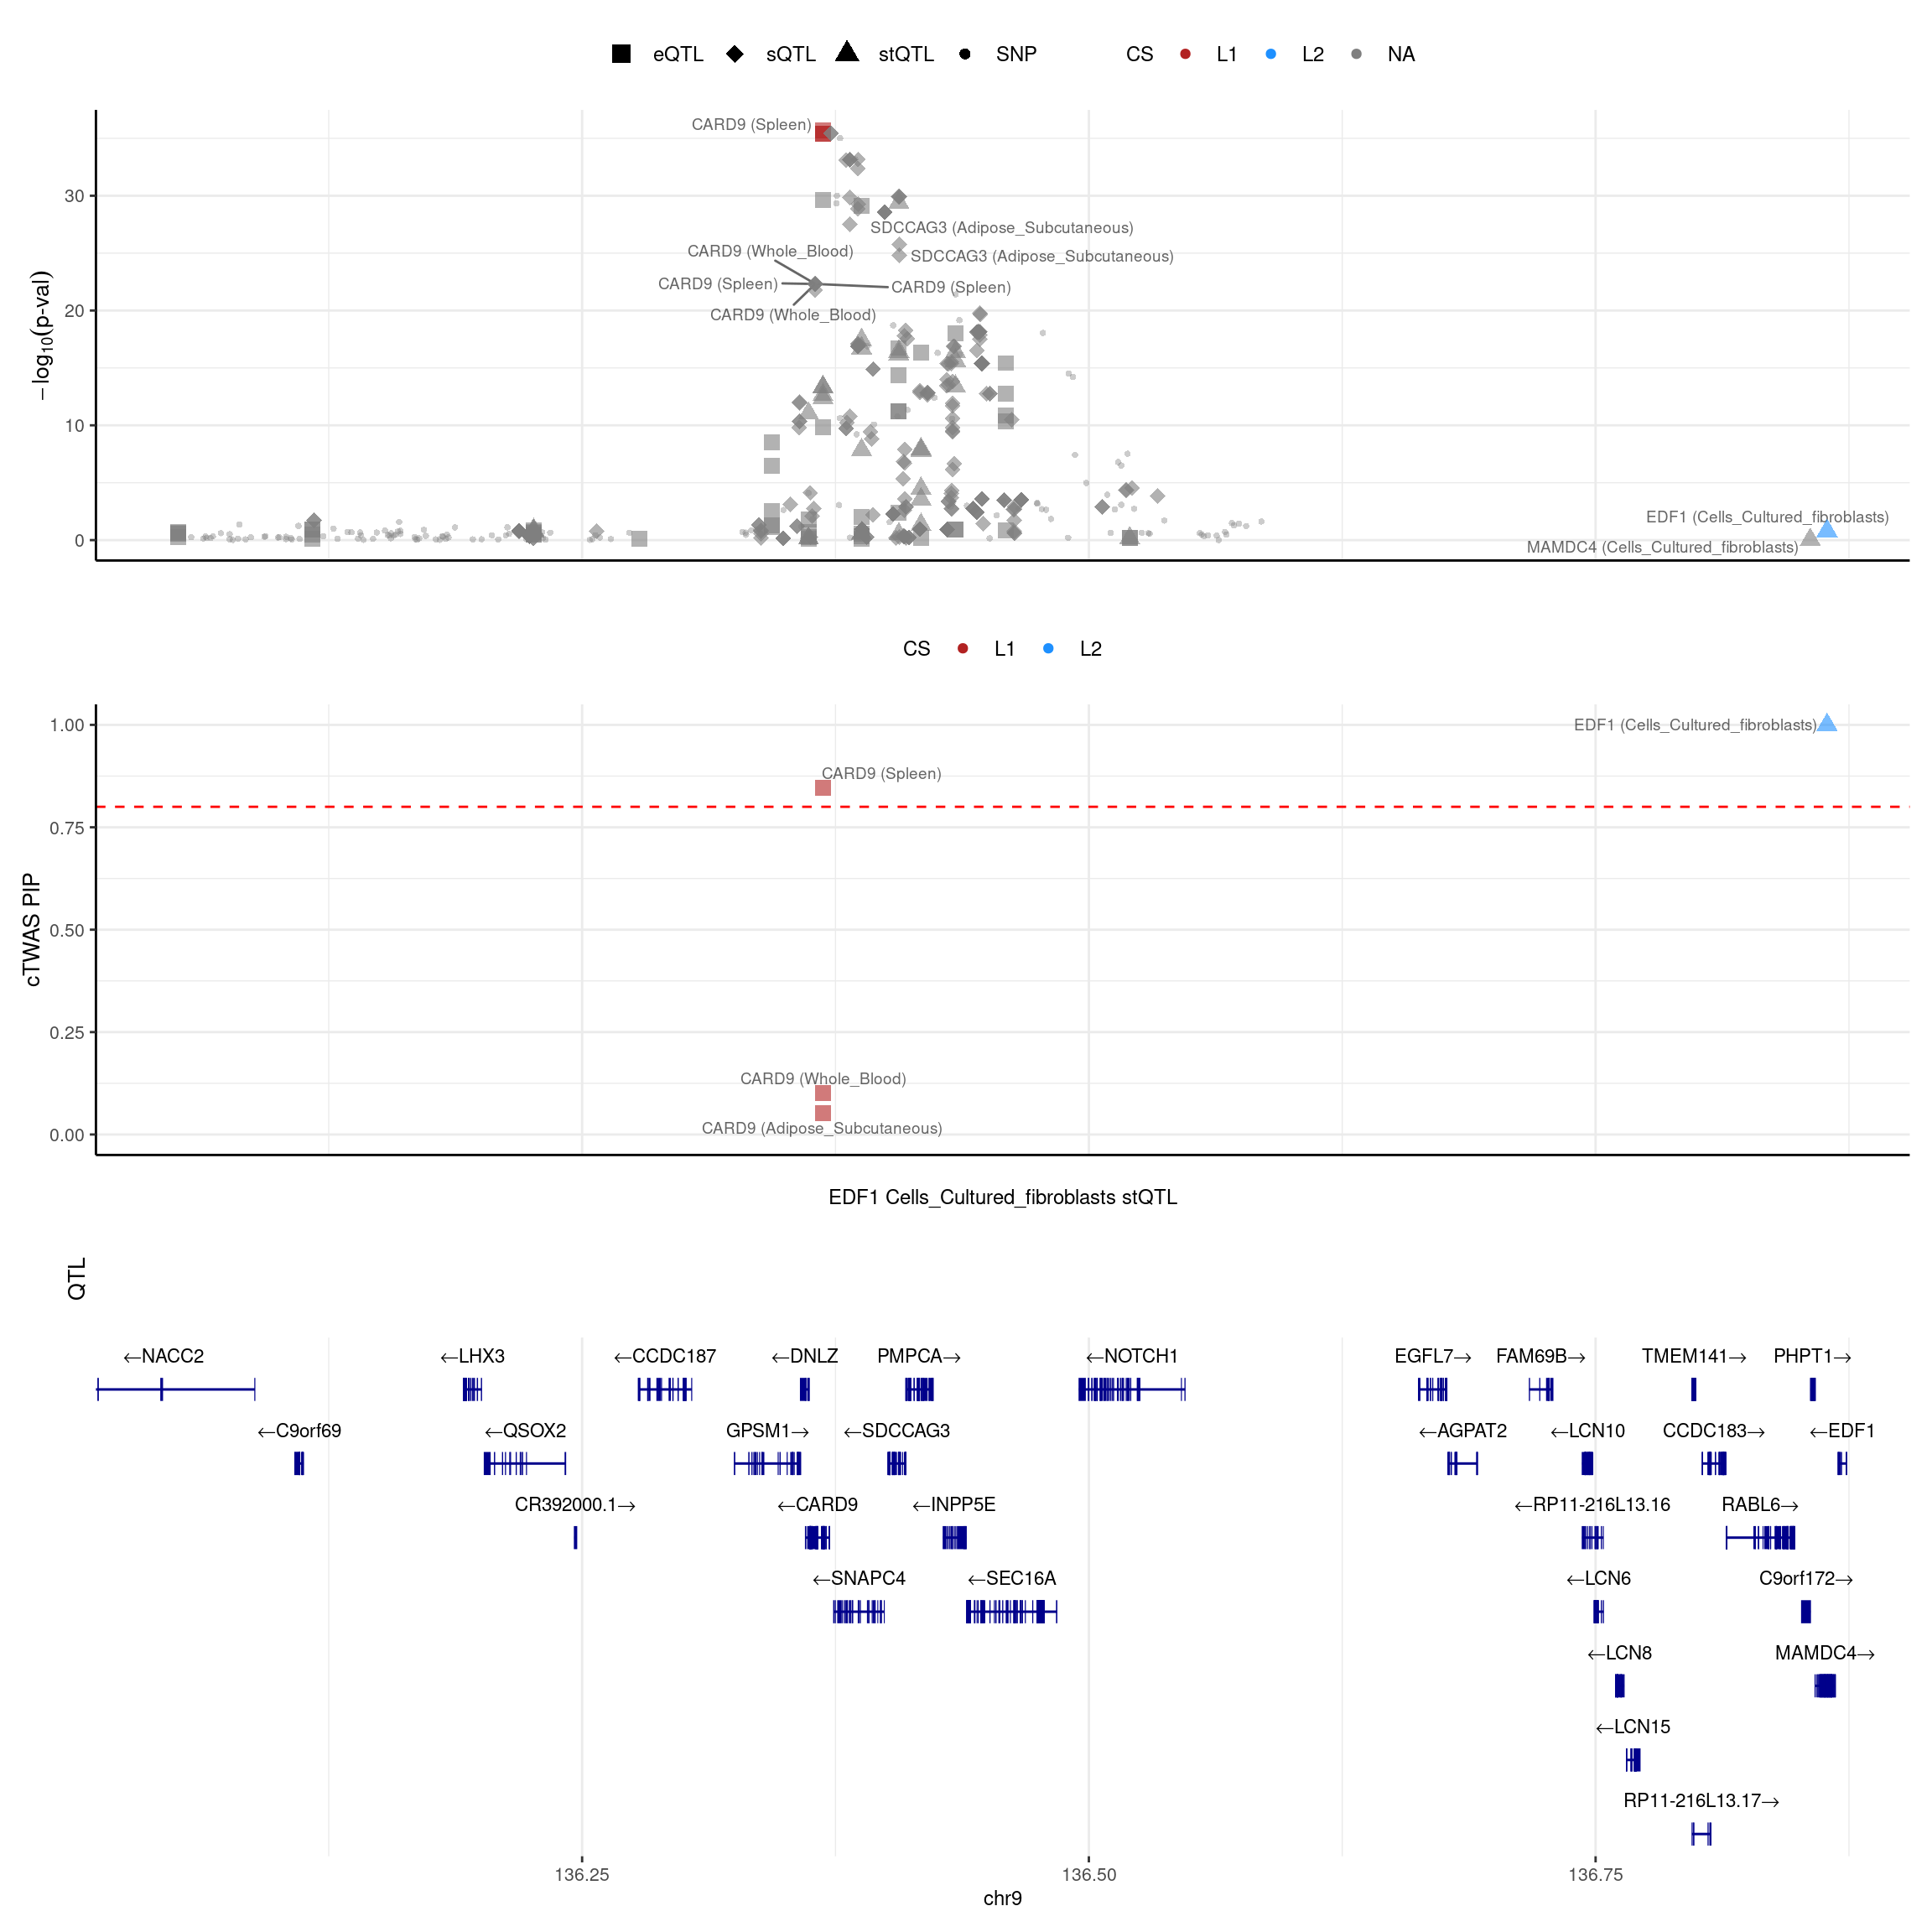 eQTL sQTL stQTL SNP CS L1 L2 NA
CARD9 (Spleen)
30
SDCCAG3 (Adipose_Subcutaneous)
CARD9 (Whole_Blood)
SDCCAG3 (Adipose_Subcutaneous)
CARD9 (Spleen)
CARD9 (Spleen)
20
CARD9 (Whole_Blood)
−log10(p-val)
10
EDF1 (Cells_Cultured_fibroblasts)
0
MAMDC4 (Cells_Cultured_fibroblasts)
CS L1 L2
1.00
EDF1 (Cells_Cultured_fibroblasts)
CARD9 (Spleen)
0.75
0.50
cTWAS PIP
0.25
CARD9 (Whole_Blood)
CARD9 (Adipose_Subcutaneous)
0.00
EDF1 Cells_Cultured_fibroblasts stQTL
QTL
←NACC2 ←LHX3 ←CCDC187 ←DNLZ PMPCA→ ←NOTCH1 EGFL7→ FAM69B→ TMEM141→ PHPT1→
←C9orf69 ←QSOX2 GPSM1→ ←SDCCAG3 ←AGPAT2 ←LCN10 CCDC183→ ←EDF1
CR392000.1→ ←CARD9 ←INPP5E ←RP11-216L13.16 RABL6→
←SNAPC4 ←SEC16A ←LCN6 C9orf172→
←LCN8 MAMDC4→
←LCN15
RP11-216L13.17→
136.25 136.50 136.75
chr9